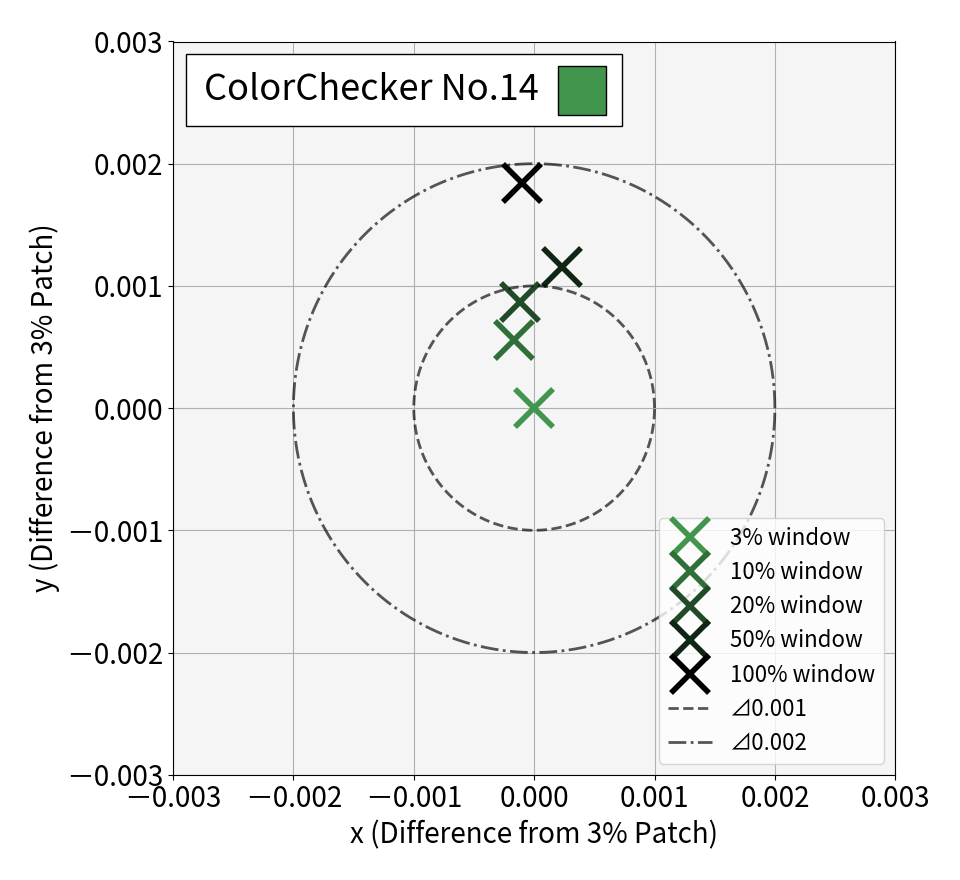 ColorChecker No.14
0.003
0.002
0.001
0.000
−0.001
−0.002
−0.003
y (Difference from 3% Patch)
3% window
10% window
20% window
50% window
100% window
⊿0.001
⊿0.002
−0.003 −0.002 −0.001 0.000 0.001 0.002 0.003
x (Difference from 3% Patch)